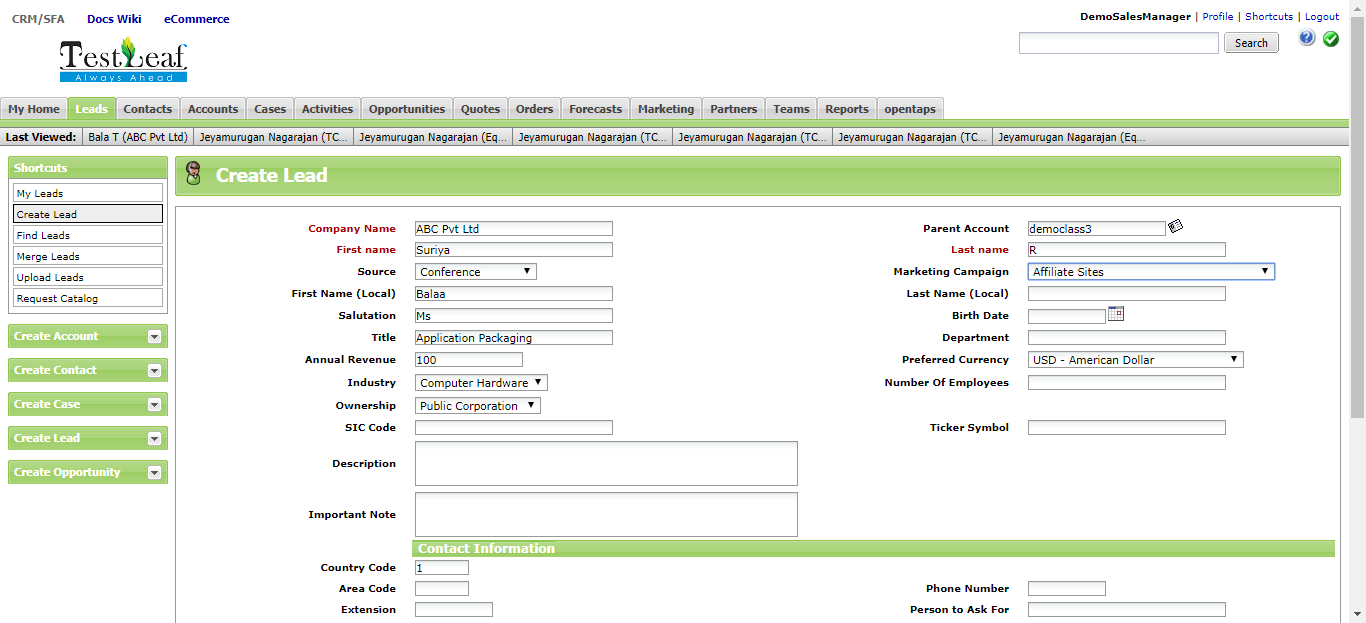 CRM/SFA Docs Wiki eCommerce
DemoSalesManager | Profile | Shortcuts | Logout
TestLeaf
Always Ahead
Search
?
My Home Leads Contacts Accounts Cases Activities Opportunities Quotes Orders Forecasts Marketing Partners Teams Reports opentaps
Last Viewed: Bala T (ABC Pvt Ltd) Jeyamurugan Nagarajan (TC... Jeyamurugan Nagarajan (Eq... Jeyamurugan Nagarajan (TC... Jeyamurugan Nagarajan (TC... Jeyamurugan Nagarajan (TC... Jeyamurugan Nagarajan (Eq...
Shortcuts
My Leads
Create Lead
Find Leads
Merge Leads
Upload Leads
Request Catalog
Create Account
Create Contact
Create Case
Create Lead
Create Opportunity
Create Lead
Company Name ABC Pvt Ltd Parent Account democlass3
First name Suriya Last name R
Source Conference Marketing Campaign Affiliate Sites
First Name (Local) Balaa Last Name (Local)
Salutation Ms Birth Date
Title Application Packaging Department
Annual Revenue 100 Preferred Currency USD - American Dollar
Industry Computer Hardware Number Of Employees
Ownership Public Corporation
SIC Code Ticker Symbol
Description
Important Note
Contact Information
Country Code 1
Area Code Phone Number
Extension Person to Ask For